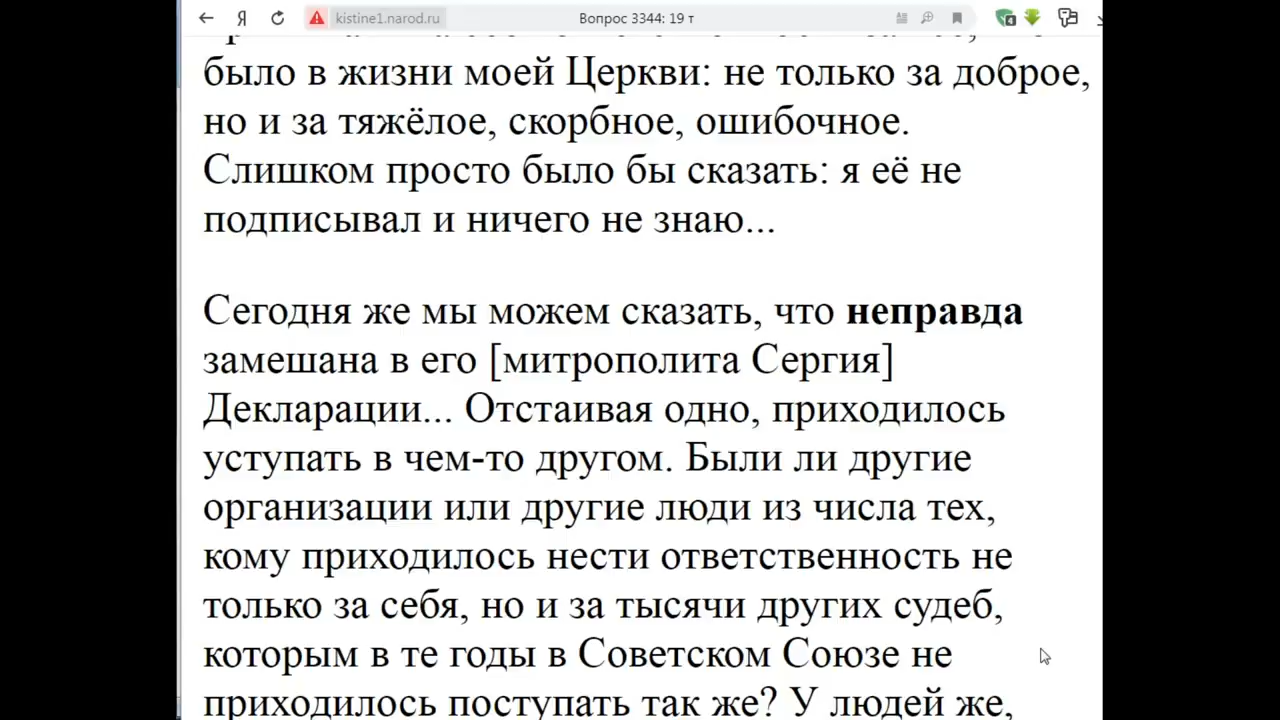 kistine1.narod.ru
Вопрос 3344: 19 т
4
было в жизни моей Церкви: не только за доброе,
но и за тяжёлое, скорбное, ошибочное.
Слишком просто было бы сказать: я её не
подписывал и ничего не знаю...
Сегодня же мы можем сказать, что неправда
замешана в его [митрополита Сергия]
Декларации... Отстаивая одно, приходилось
уступать в чем-то другом. Были ли другие
организации или другие люди из числа тех,
кому приходилось нести ответственность не
только за себя, но и за тысячи других судеб,
которым в те годы в Советском Союзе не
приходилось поступать так же? У людей же,